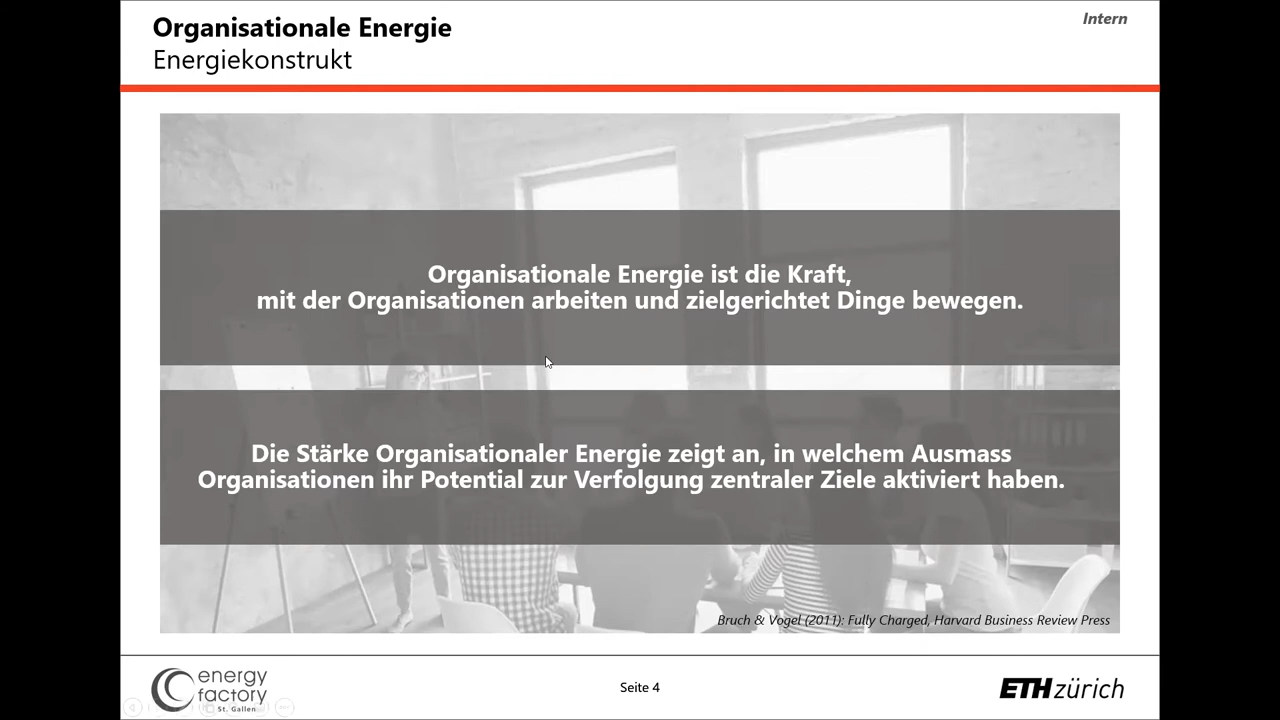 Organisationale Energie
Intern
Energiekonstrukt
Organisationale Energie ist die Kraft,
mit der Organisationen arbeiten und zielgerichtet Dinge bewegen.
Die Stärke Organisationaler Energie zeigt an, in welchem Ausmass
Organisationen ihr Potential zur Verfolgung zentraler Ziele aktiviert haben.
Bruch & Vogel (2011): Fully Charged, Harvard Business Review Press
energy
factory
St. Gallen
Seite 4
ETH zürich